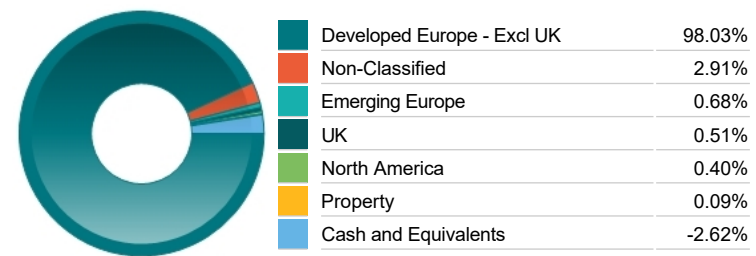 Developed Europe - Excl UK 98.03%
Non-Classified 2.91%
Emerging Europe 0.68%
UK 0.51%
North America 0.40%
Property 0.09%
Cash and Equivalents -2.62%